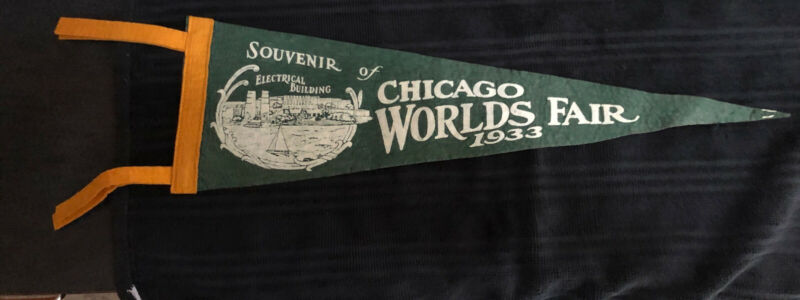 SOUVENIR of
ELECTRICAL
BUILDING
CHICAGO
WORLDS FAIR
1933